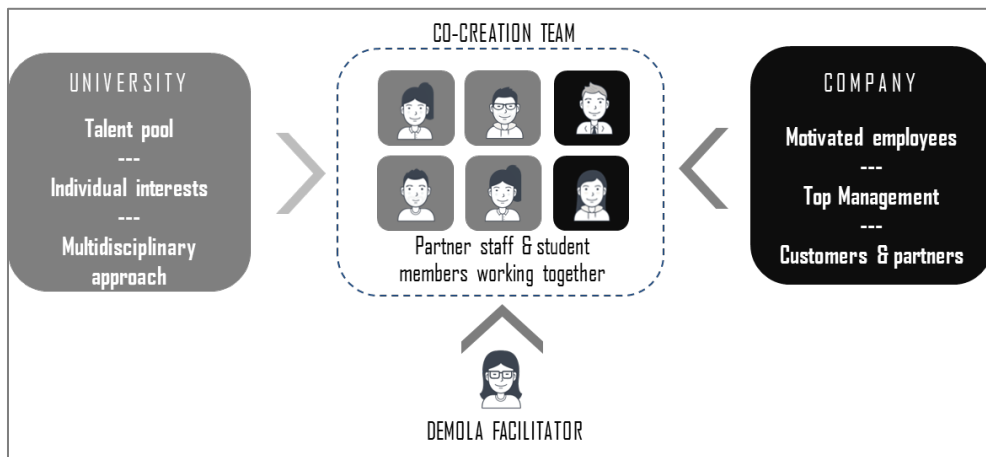 UNIVERSITY
Talent pool
---
Individual interests
---
Multidisciplinary
approach
CO-CREATION TEAM
Partner staff & student
members working together
COMPANY
Motivated employees
---
Top Management
---
Customers & partners
DEMOLA FACILITATOR